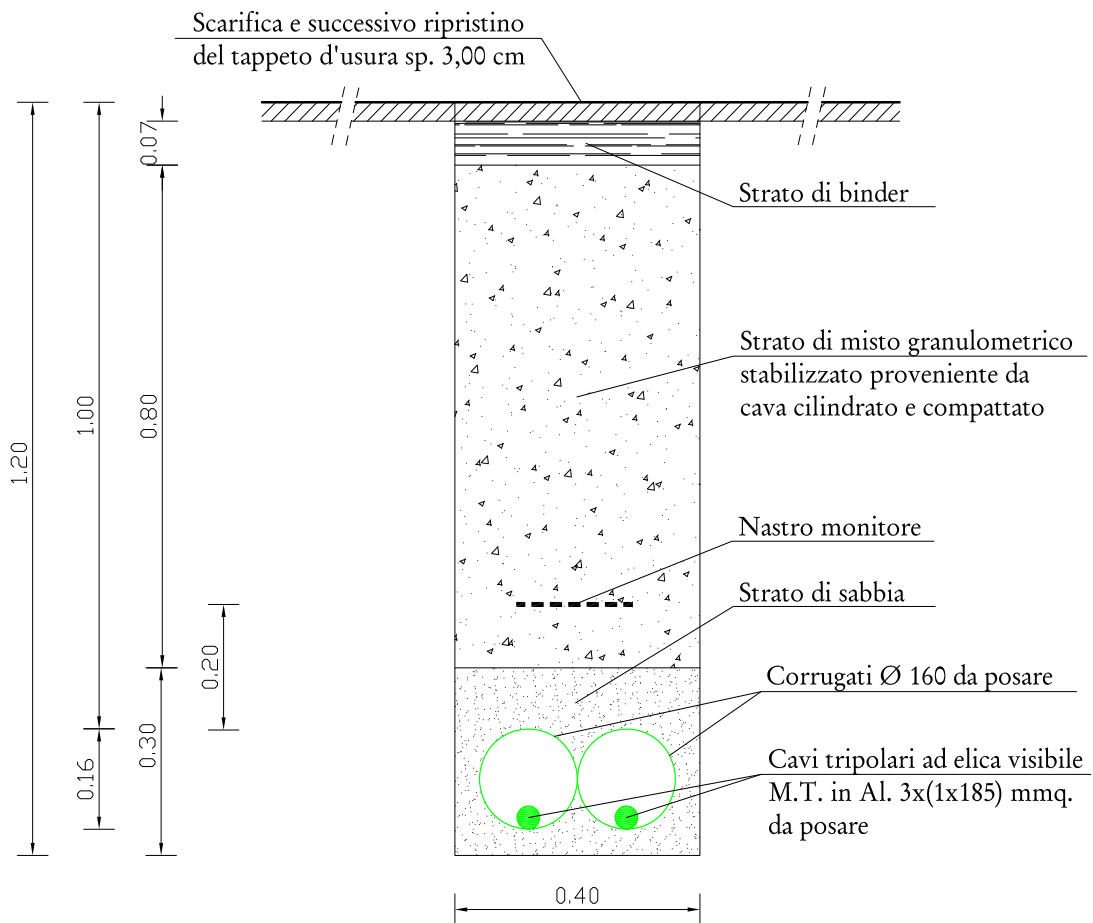 Scarifica e successivo ripristino
del tappeto d'usura sp. 3,00 cm
0.07
Strato di binder
Strato di misto granulometrico
stabilizzato proveniente da
cava cilindrato e compattato
1.20
1.00
0.80
Nastro monitore
Strato di sabbia
0.20
Corrugati Ø 160 da posare
0.16
0.30
Cavi tripolari ad elica visibile
M.T. in Al. 3x(1x185) mmq.
da posare
0.40